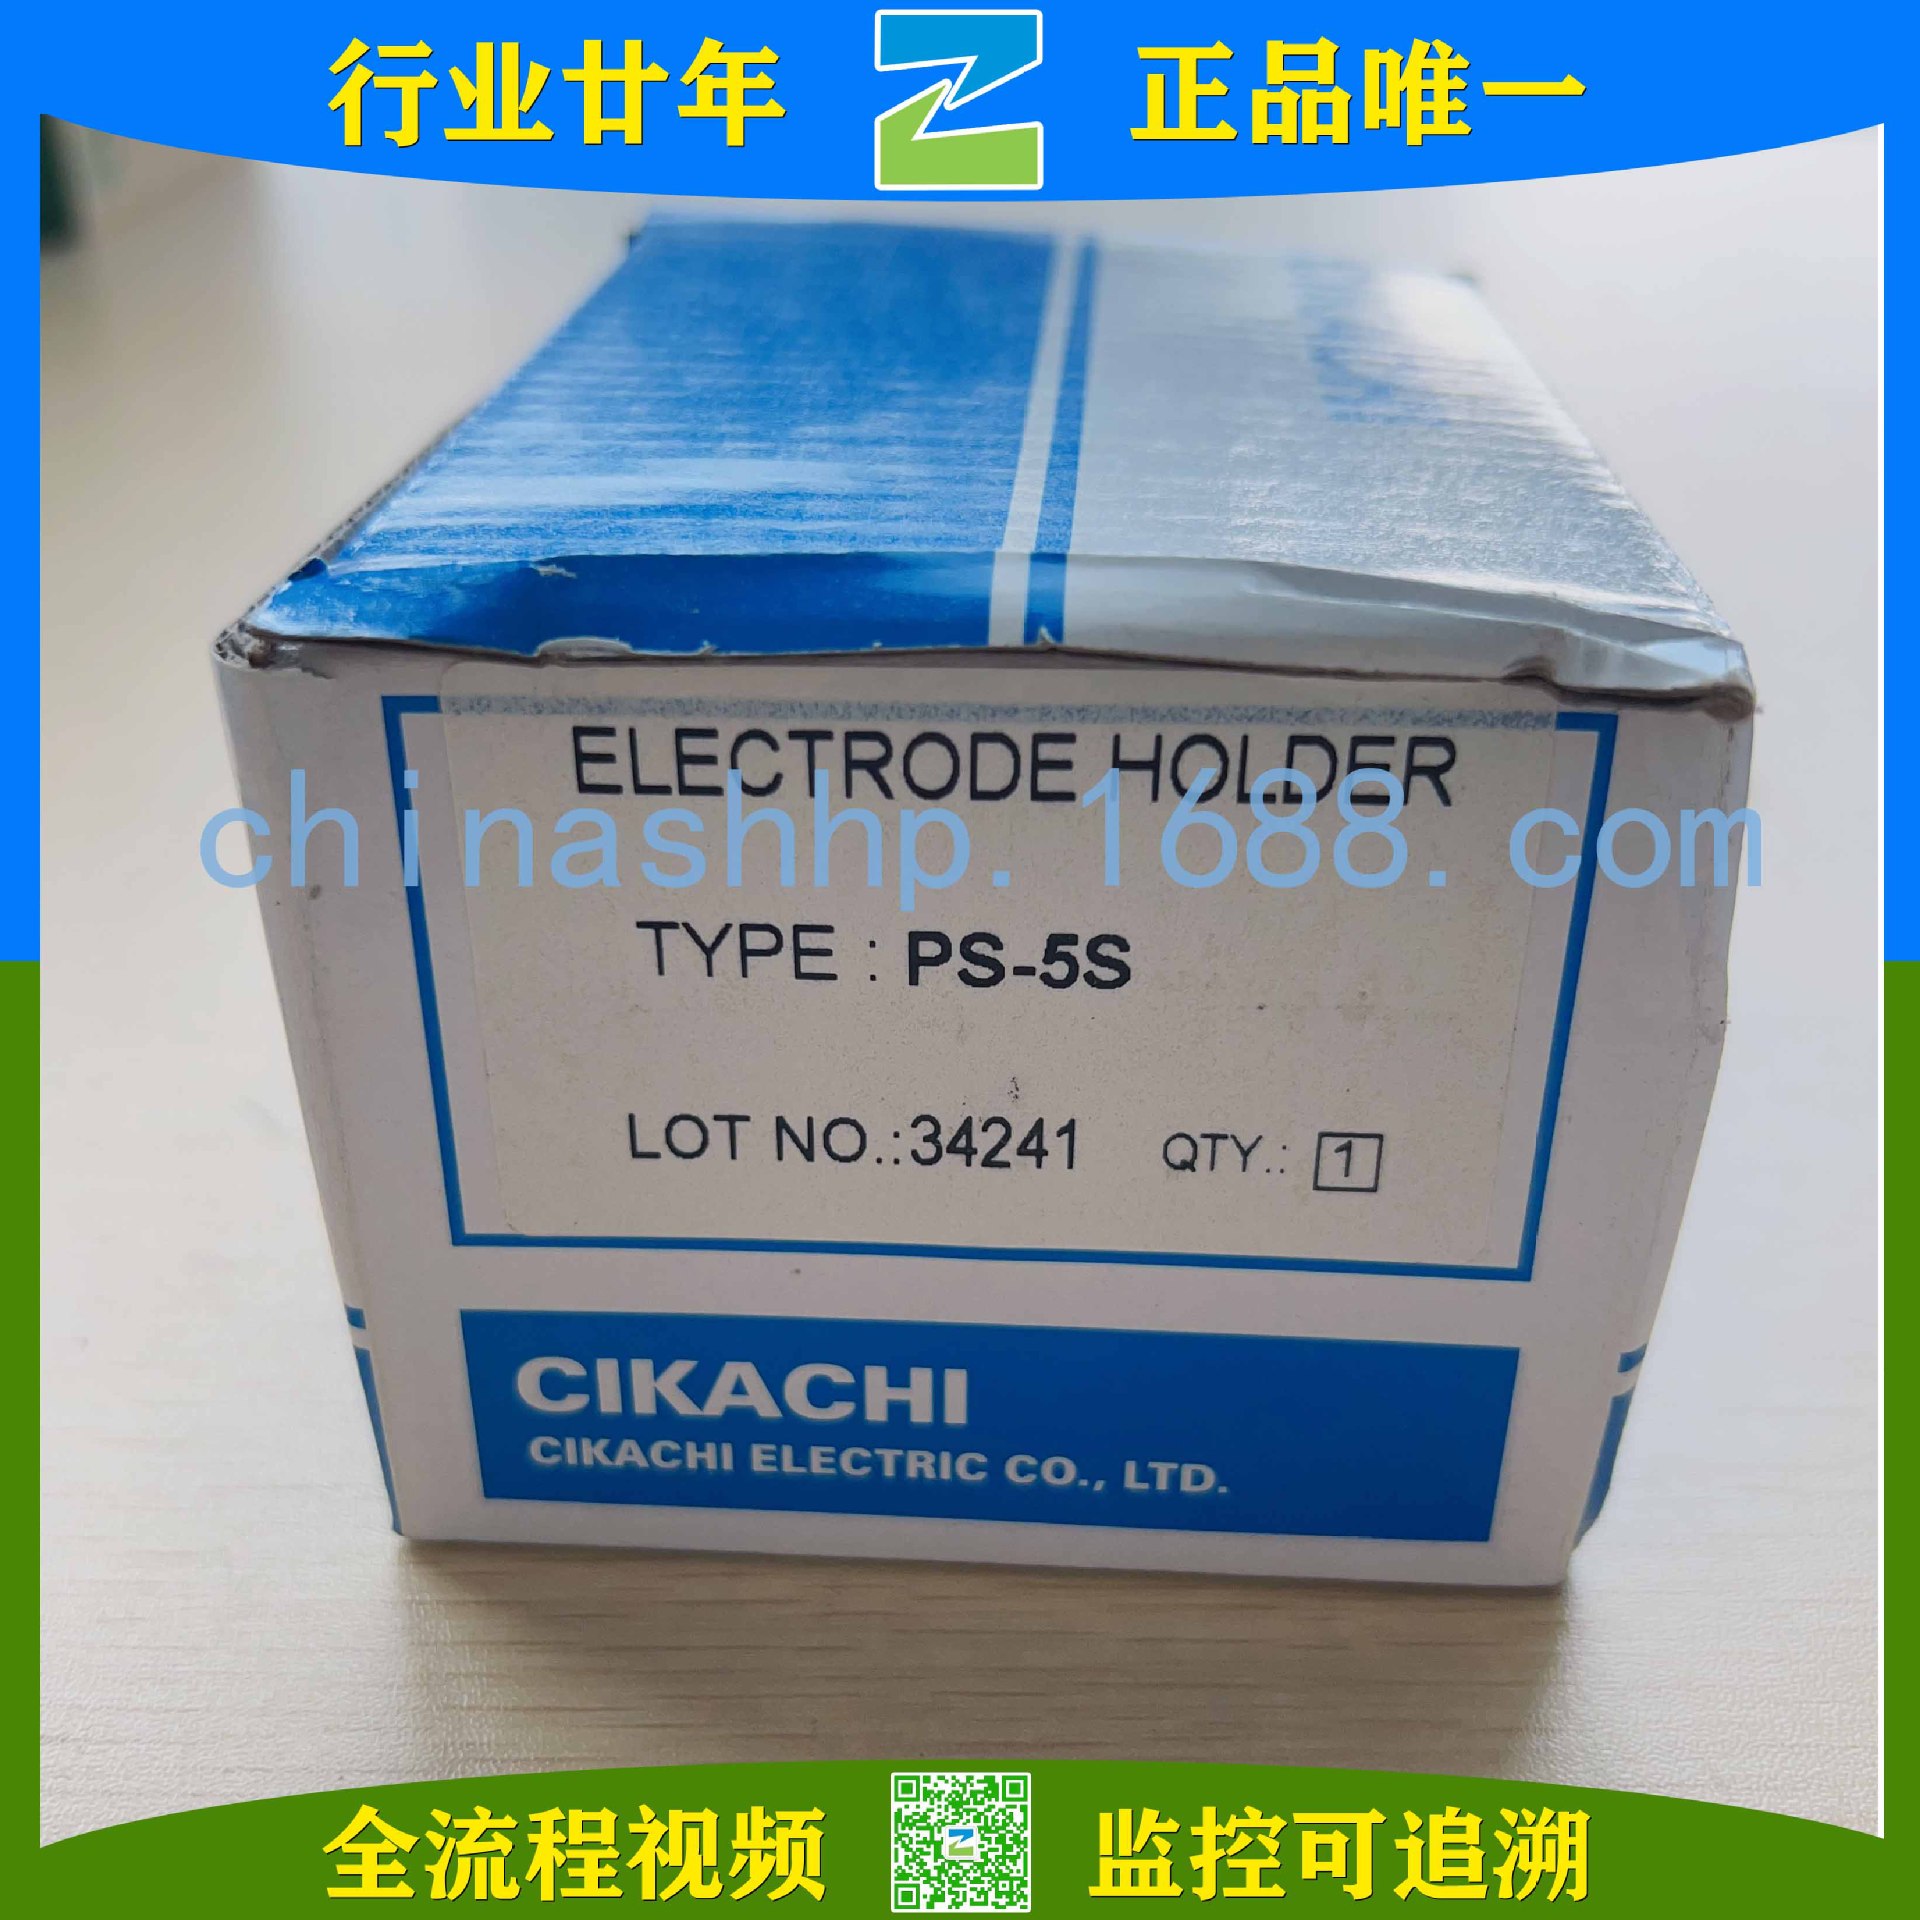 行业廿年 正品唯一
ELECTRODE HOLDER
chinashhp.1688.com
TYPE : PS-5S
LOT NO.:34241 QTY.: 1
CIKACHI
CIKACHI ELECTRIC CO., LTD.
全流程视频 监控可追溯